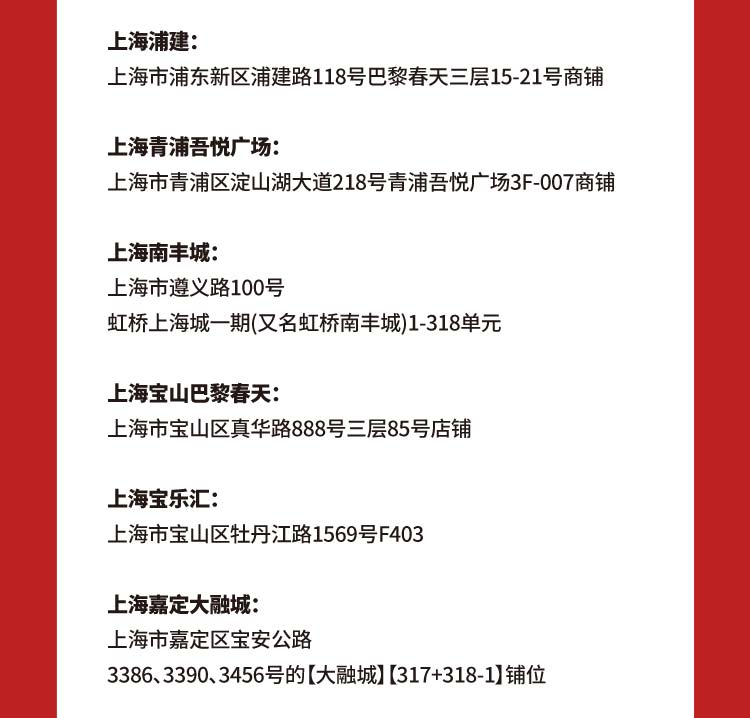 上海浦建：
上海市浦东新区浦建路118号巴黎春天三层15-21号商铺
上海青浦吾悦广场：
上海市青浦区淀山湖大道218号青浦吾悦广场3F-007商铺
上海南丰城：
上海市遵义路100号
虹桥上海城一期(又名虹桥南丰城)1-318单元
上海宝山巴黎春天：
上海市宝山区真华路888号三层85号店铺
上海宝乐汇：
上海市宝山区牡丹江路1569号F403
上海嘉定大融城：
上海市嘉定区宝安公路
3386、3390、3456号的【大融城】【317+318-1】铺位